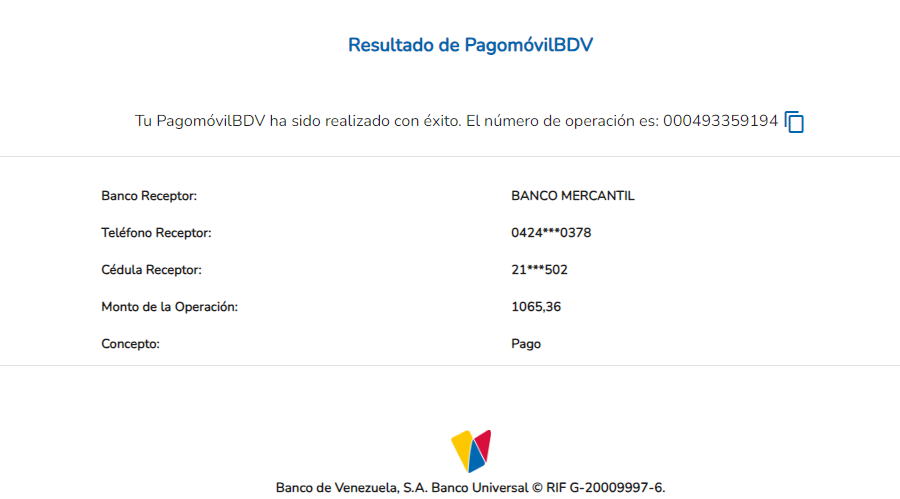 Resultado de PagomóvilBDV
Tu PagomóvilBDV ha sido realizado con éxito. El número de operación es: 000493359194
Banco Receptor: BANCO MERCANTIL
Teléfono Receptor: 0424***0378
Cédula Receptor: 21***502
Monto de la Operación: 1065,36
Concepto: Pago
Banco de Venezuela, S.A. Banco Universal © RIF G-20009997-6.